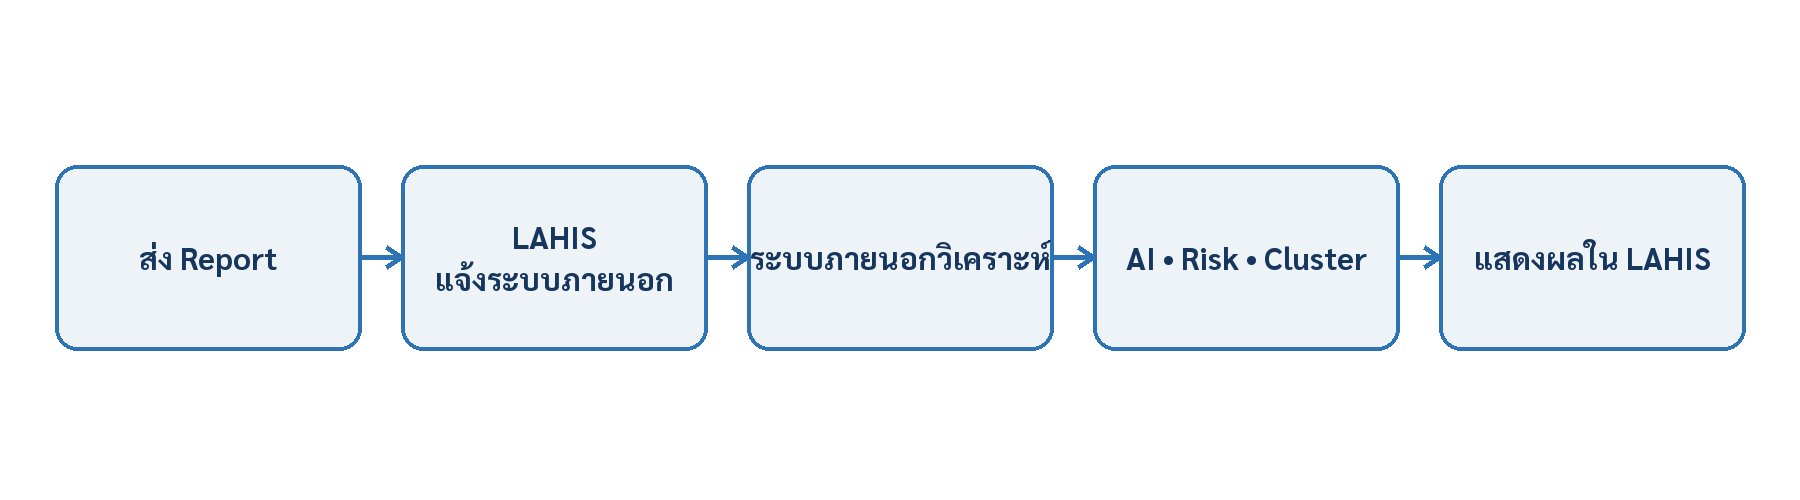 ส่ง Report
LAHIS
แจ้งระบบภายนอก
ระบบภายนอกวิเคราะห์
AI • Risk • Cluster
แสดงผลใน LAHIS